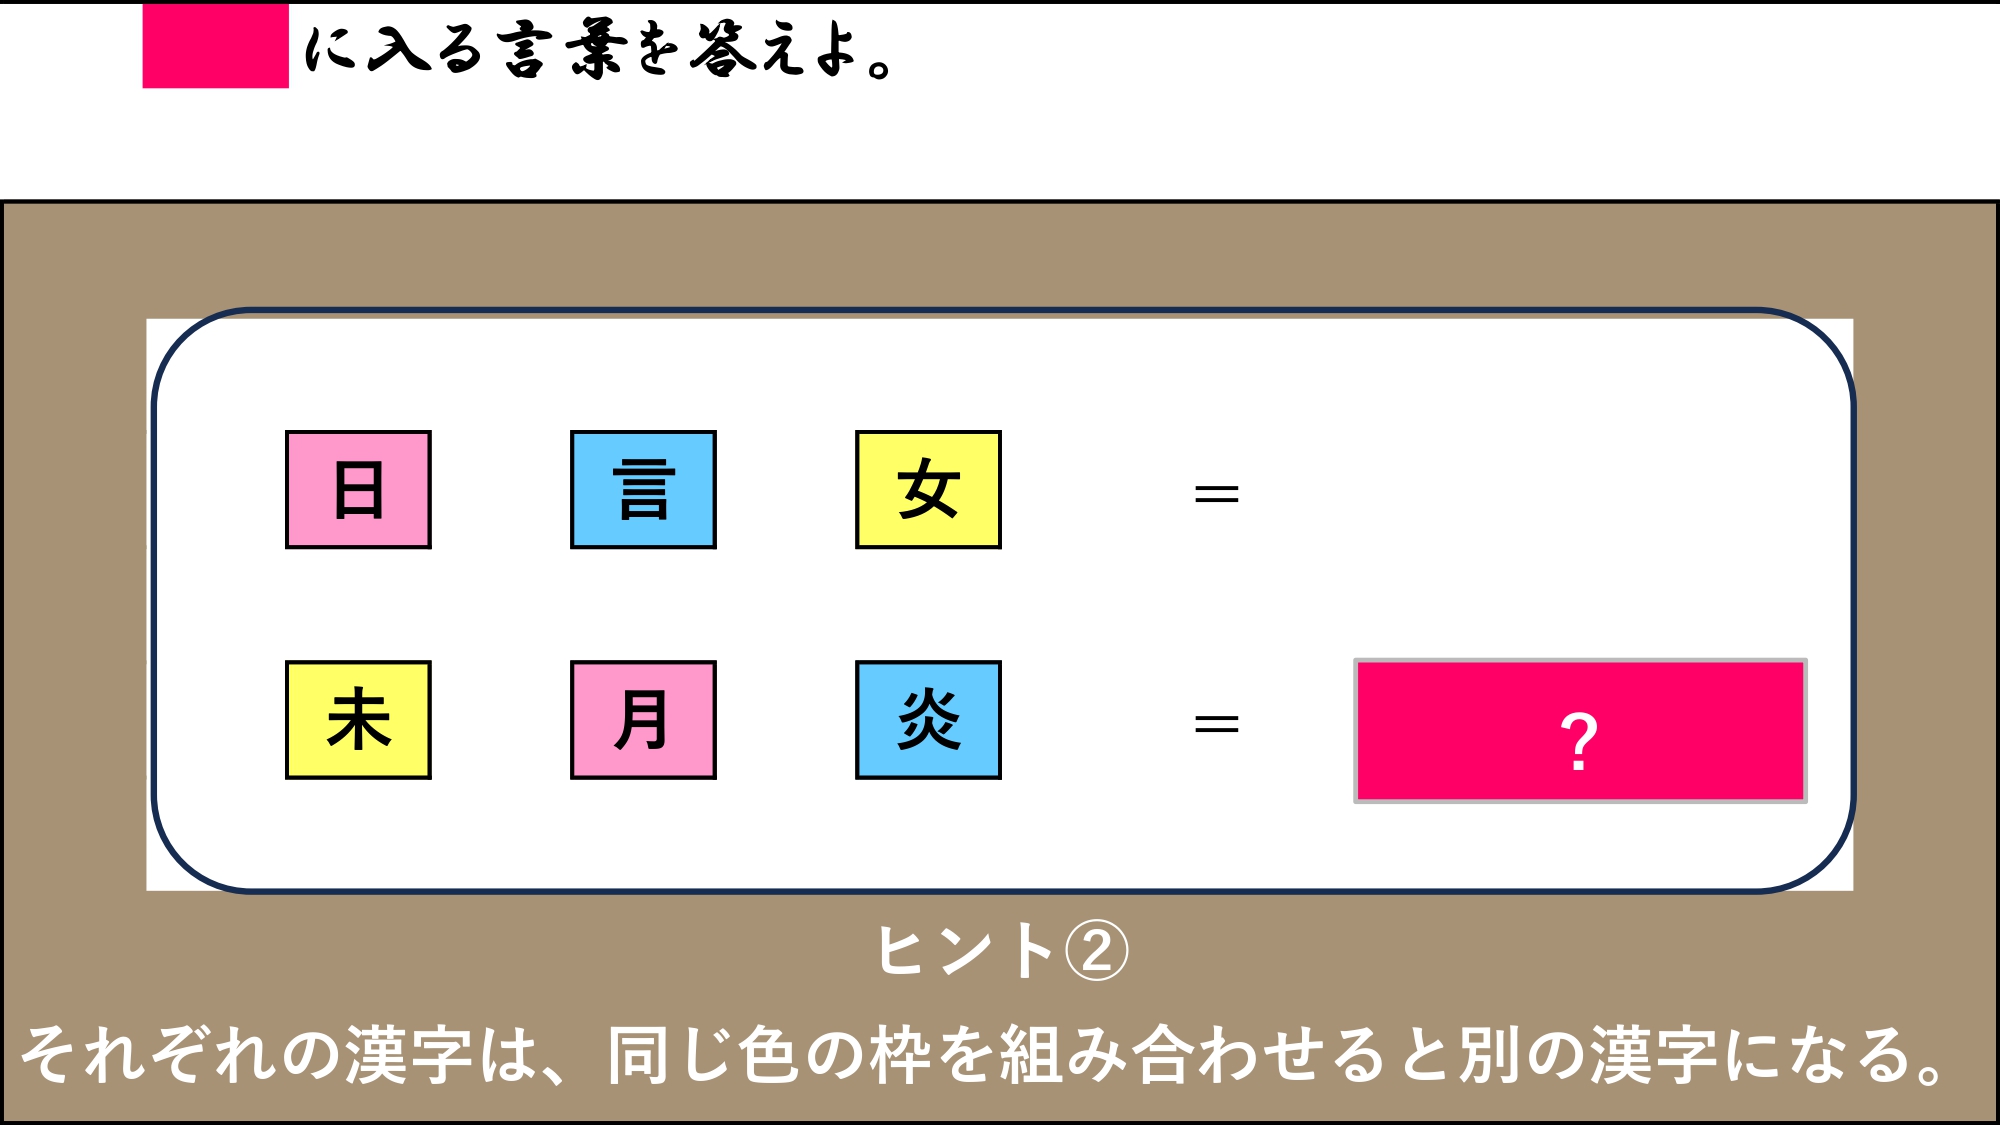 に入る言葉を答えよ。
日 言 女 ＝
未 月 炎 ＝ ？
ヒント②
それぞれの漢字は、同じ色の枠を組み合わせると別の漢字になる。